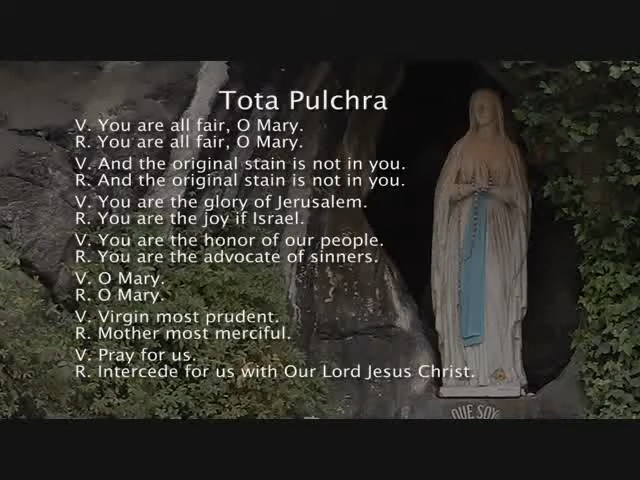 Tota Pulchra
V. You are all fair, O Mary.
R. You are all fair, O Mary.
V. And the original stain is not in you.
R. And the original stain is not in you.
V. You are the glory of Jerusalem.
R. You are the joy if Israel.
V. You are the honor of our people.
R. You are the advocate of sinners.
V. O Mary.
R. O Mary.
V. Virgin most prudent.
R. Mother most merciful.
V. Pray for us.
R. Intercede for us with Our Lord Jesus Christ.
QUE SOY